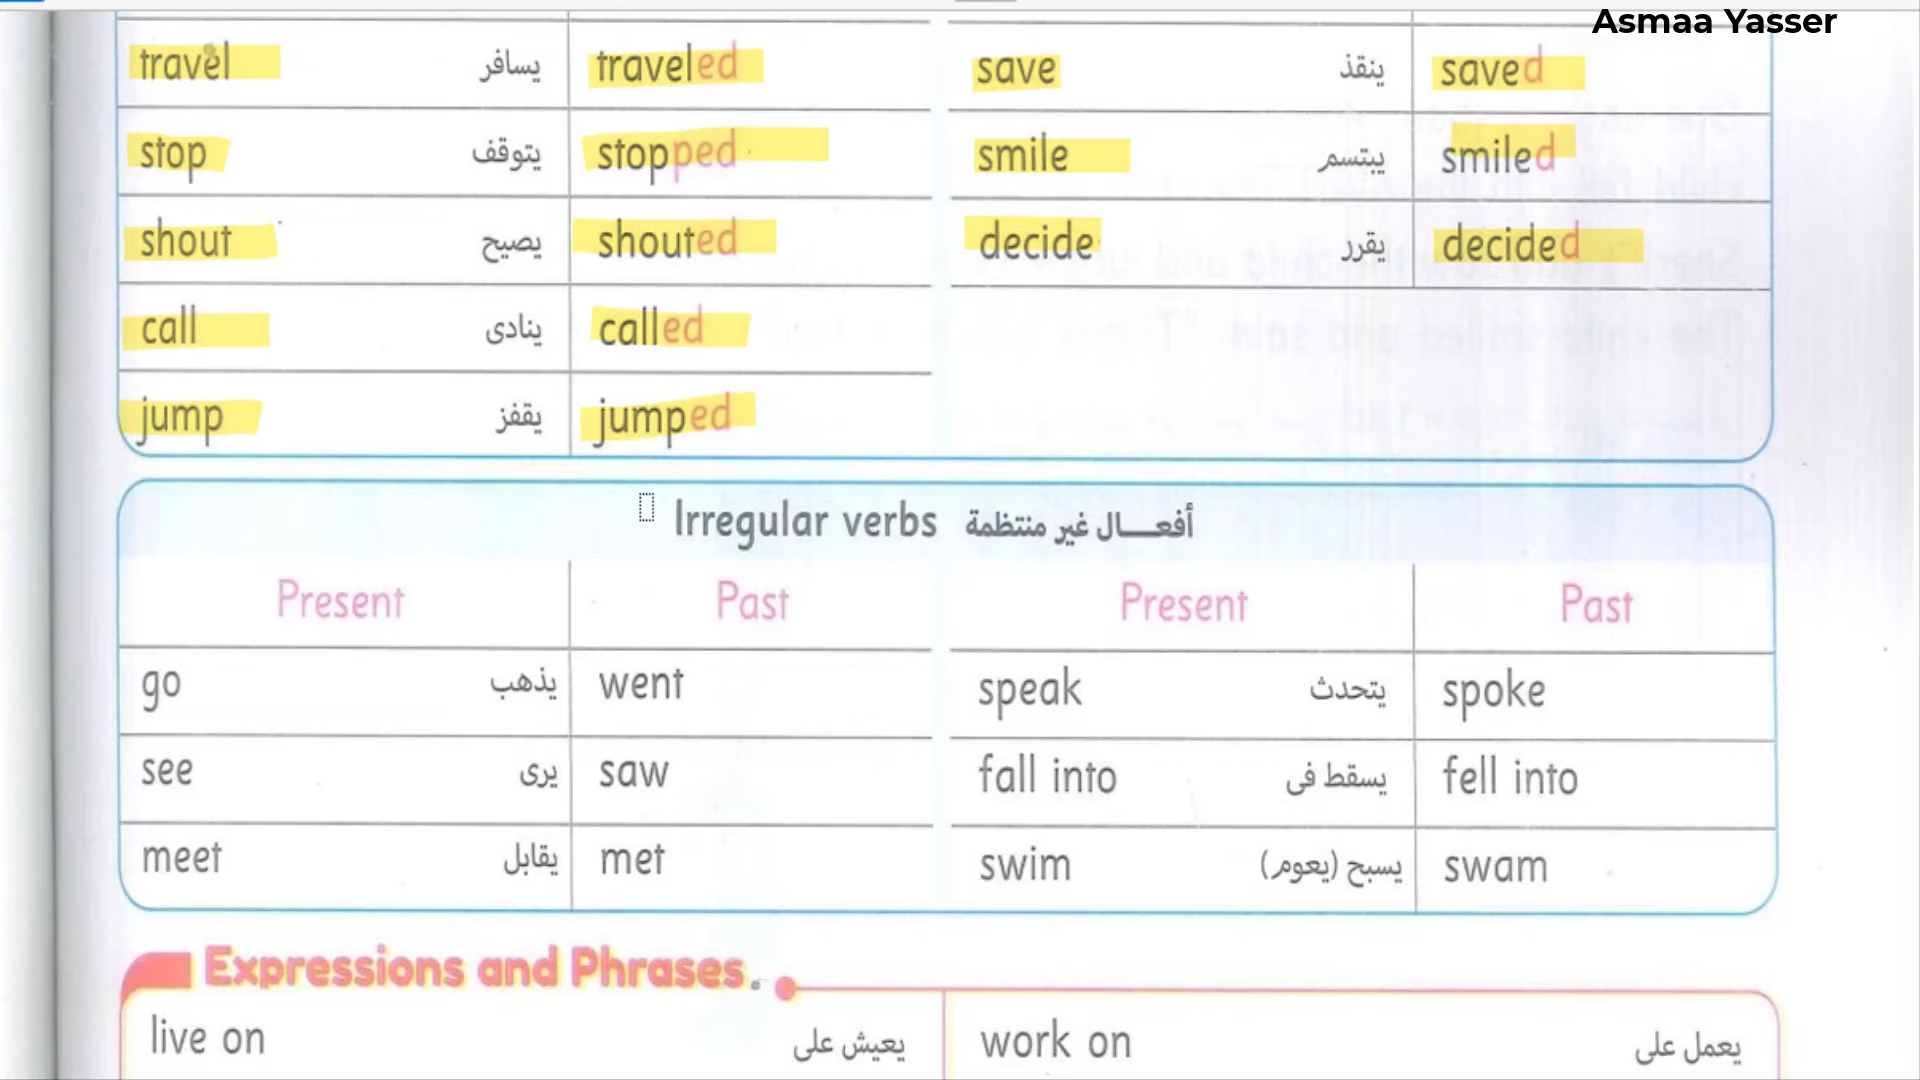 Asmaa Yasser
travel يسافر traveled save ينقذ saved
stop يتوقف stopped smile يبتسم smiled
shout يصيح shouted decide يقرر decided
call ينادى called
jump يقفز jumped
Irregular verbs أفعـــال غير منتظمة
Present Past Present Past
go يذهب went speak يتحدث spoke
see يرى saw fall into يسقط فى fell into
meet يقابل met swim يسبح (يعوم) swam
Expressions and Phrases
live on يعيش على work on يعمل على